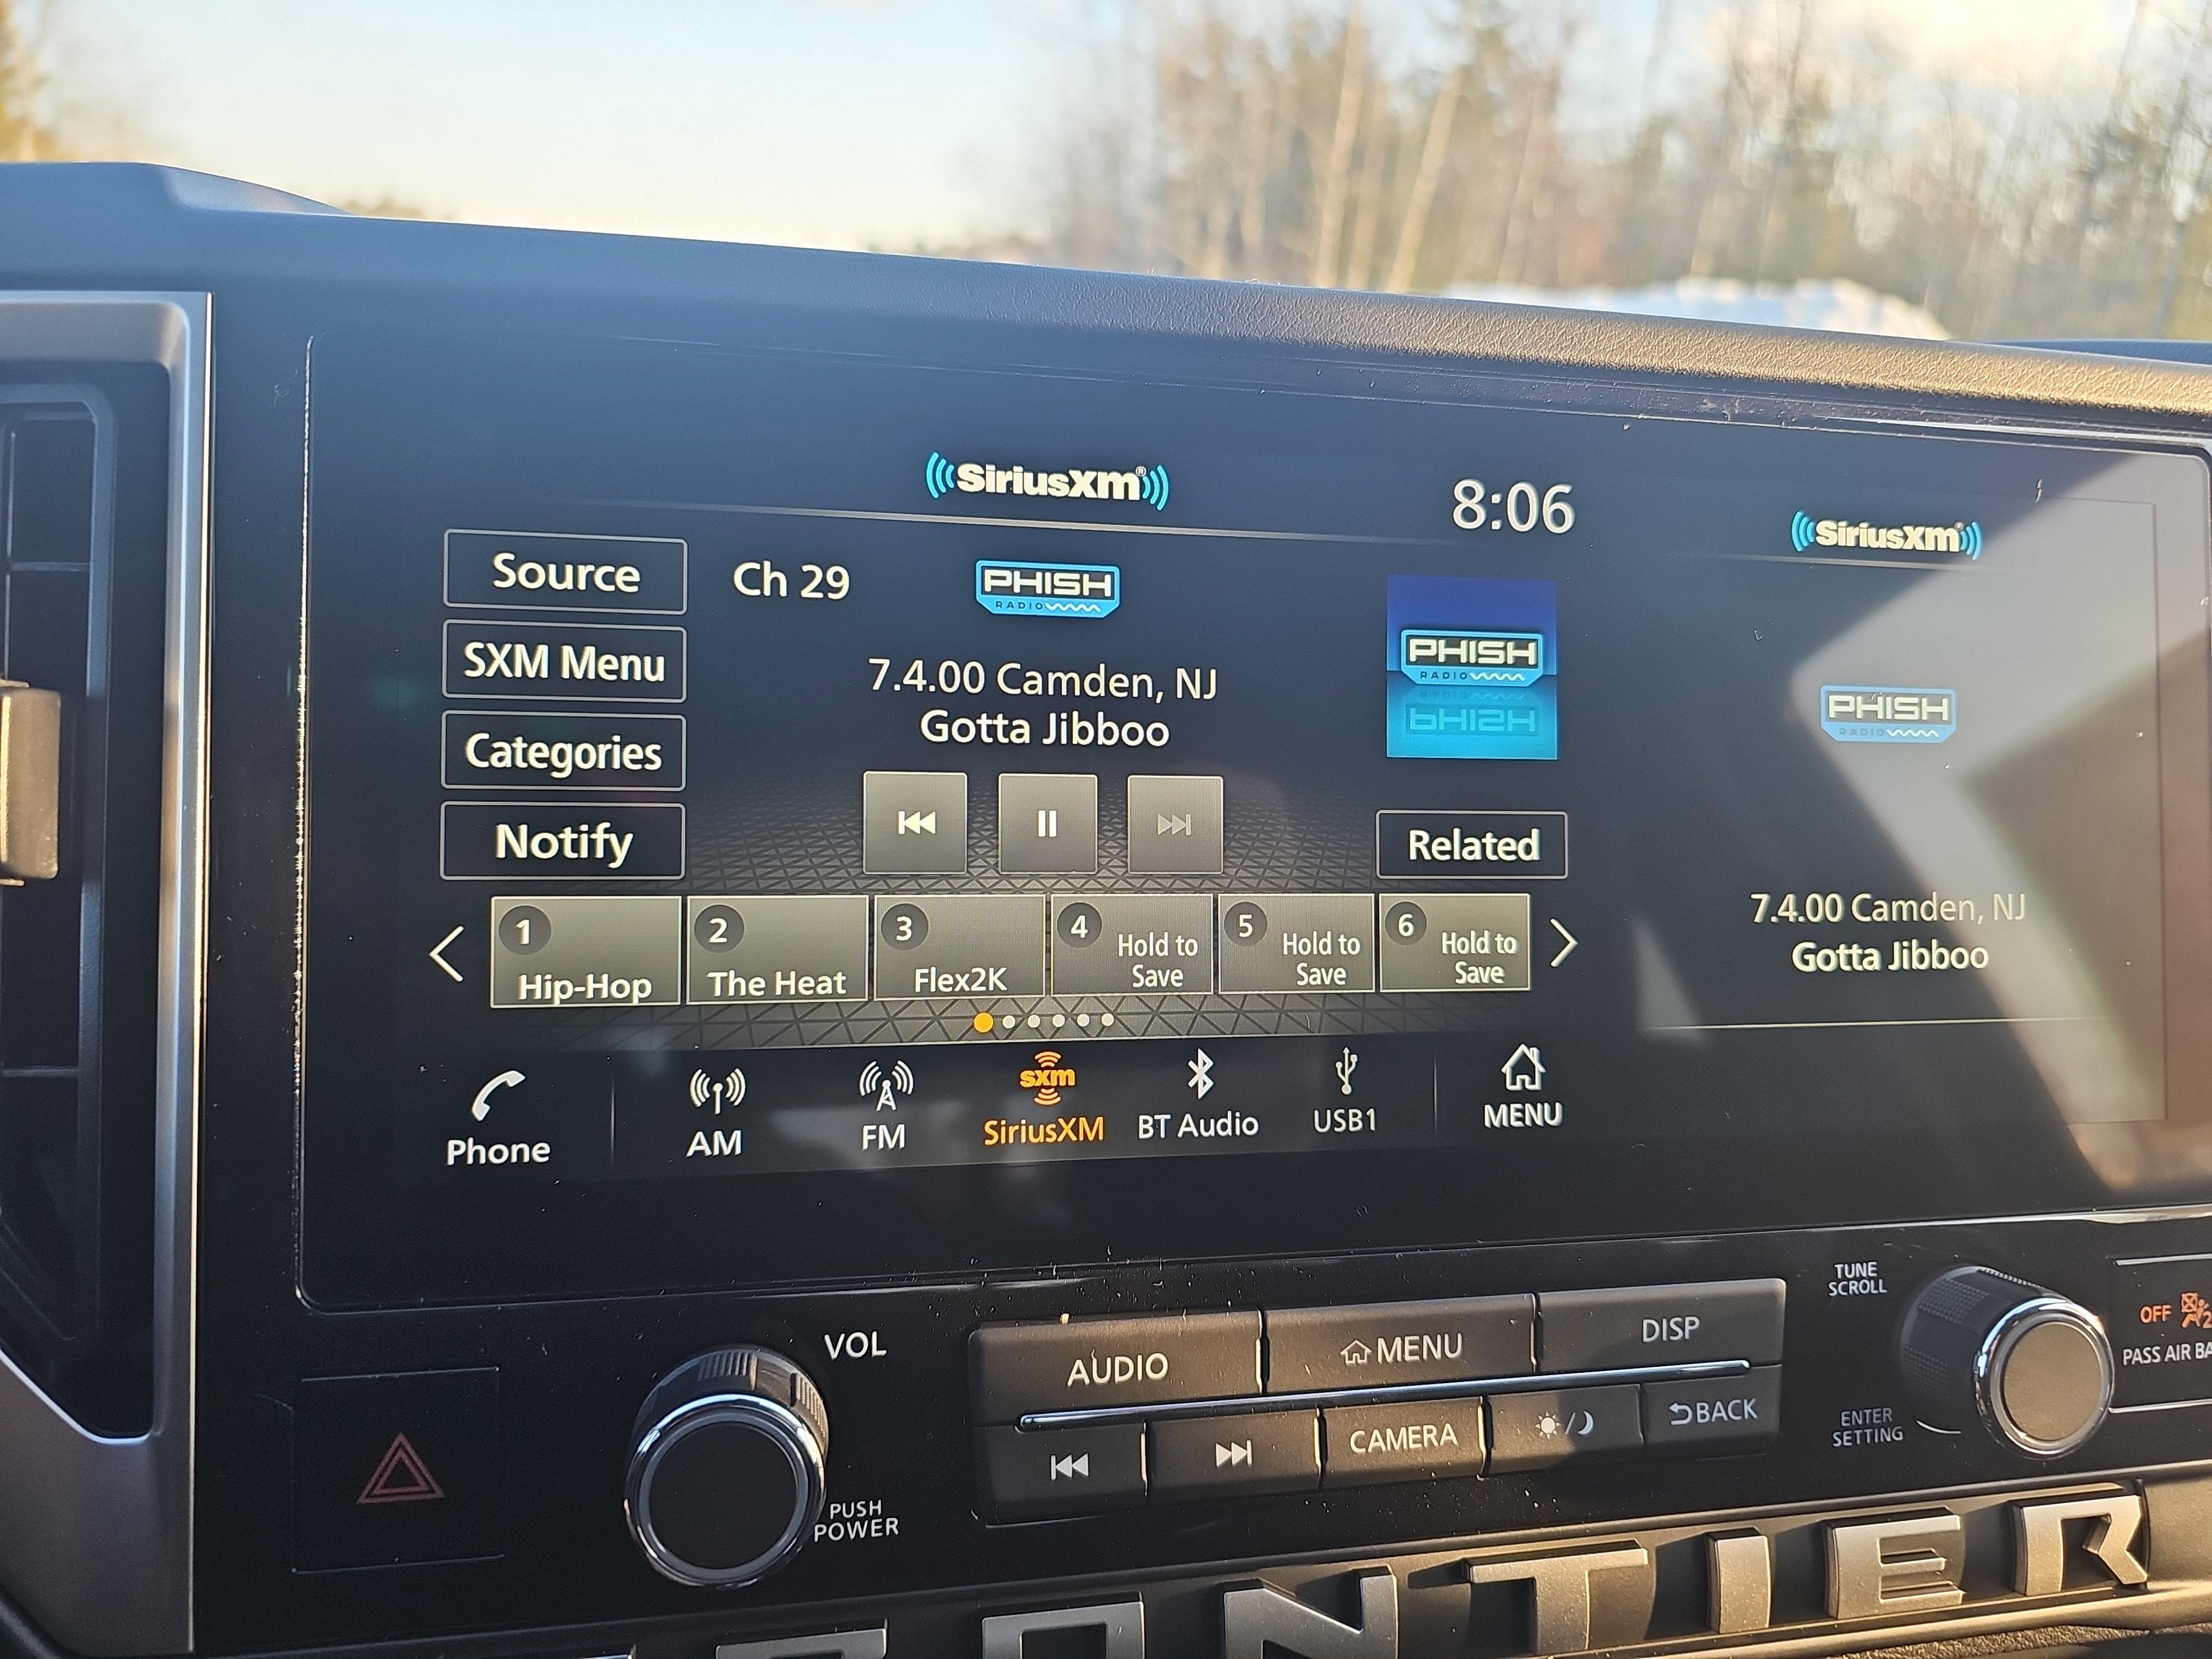 SiriusXM®
8:06
SiriusXM
Source
Ch 29
PHISH
RADIO
PHISH
RADIO
PHISH
PHISH
RADIO
SXM Menu
7.4.00 Camden, NJ
Gotta Jibboo
Categories
Notify
Related
7.4.00 Camden, NJ
Gotta Jibboo
1
Hip-Hop
2
The Heat
3
Flex2K
4
Hold to
Save
5
Hold to
Save
6
Hold to
Save
Phone
AM
FM
sxm
SiriusXM
BT Audio
USB1
MENU
VOL
PUSH
POWER
AUDIO
MENU
DISP
CAMERA
BACK
TUNE
SCROLL
ENTER
SETTING
OFF
2
PASS AIR BA
RONTIER